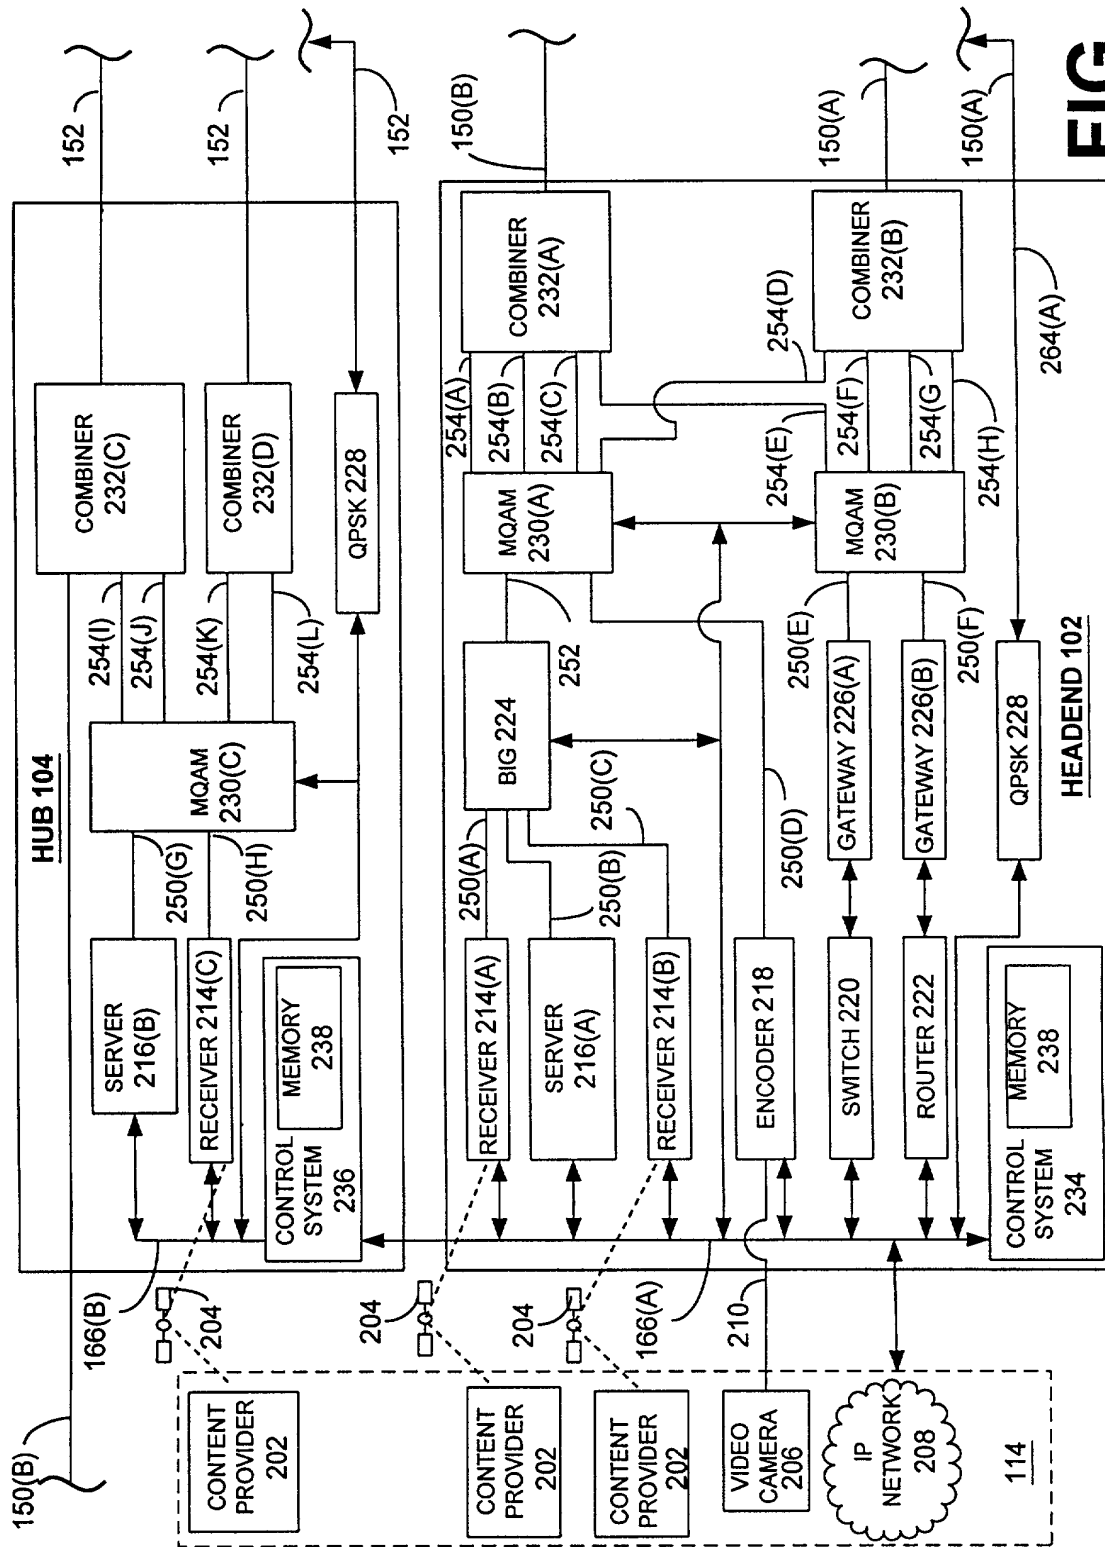 150(B)
166(B)
HUB 104
CONTENT
PROVIDER
202
204
SERVER
216(B)
RECEIVER 214(C)
CONTROL
SYSTEM
236
MEMORY
238
250(G)
250(H)
MQAM
230(C)
254(I)
254(J)
254(K)
254(L)
COMBINER
232(C)
COMBINER
232(D)
QPSK 228
152
152
152
114
CONTENT
PROVIDER
202
CONTENT
PROVIDER
202
VIDEO
CAMERA
206
IP
NETWORK
208
204
204
166(A)
210
RECEIVER 214(A)
SERVER
216(A)
RECEIVER 214(B)
ENCODER 218
SWITCH 220
ROUTER 222
CONTROL
SYSTEM
234
MEMORY
238
250(A)
250(B)
250(C)
250(D)
BIG 224
252
GATEWAY 226(A)
GATEWAY 226(B)
QPSK 228
HEADEND 102
250(E)
250(F)
MQAM
230(A)
MQAM
230(B)
254(A)
254(B)
254(C)
254(D)
254(E)
254(F)
254(G)
254(H)
COMBINER
232(A)
COMBINER
232(B)
264(A)
150(B)
150(A)
150(A)
FIG